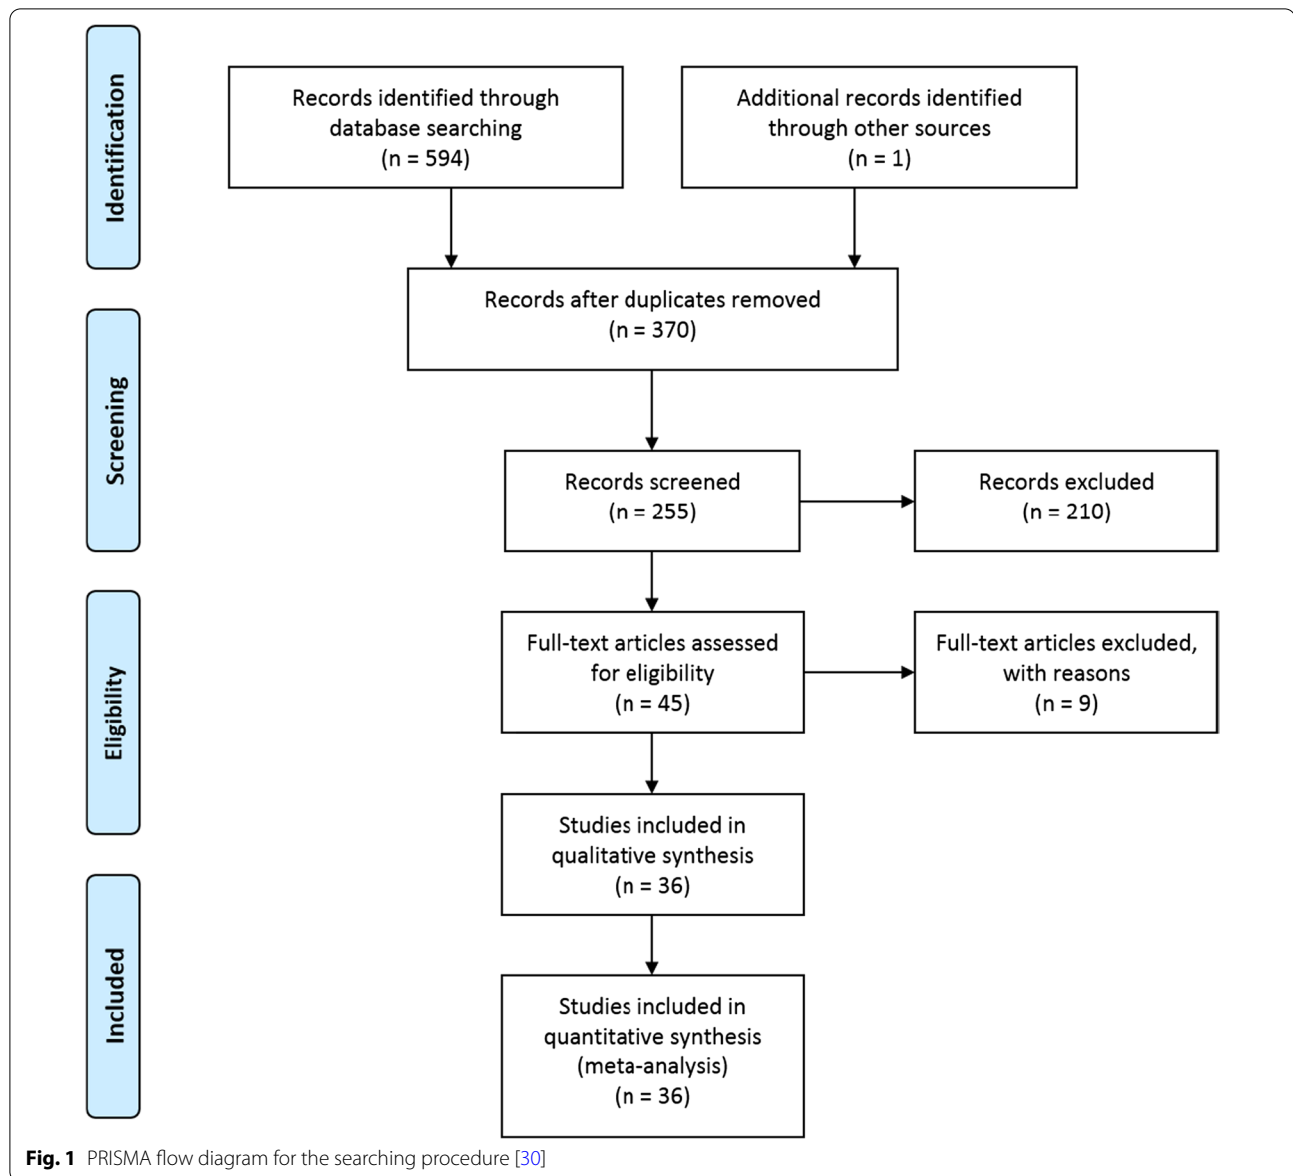 Identification
Records identified through
database searching
(n = 594)
Additional records identified
through other sources
(n = 1)
Records after duplicates removed
(n = 370)
Screening
Records screened
(n = 255)
Records excluded
(n = 210)
Eligibility
Full-text articles assessed
for eligibility
(n = 45)
Full-text articles excluded,
with reasons
(n = 9)
Studies included in
qualitative synthesis
(n = 36)
Included
Studies included in
quantitative synthesis
(meta-analysis)
(n = 36)
Fig. 1 PRISMA flow diagram for the searching procedure [30]